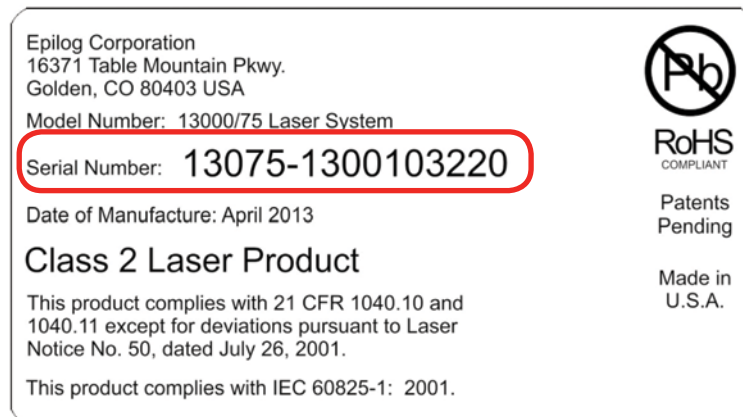 Epilog Corporation
16371 Table Mountain Pkwy.
Golden, CO 80403 USA
Model Number: 13000/75 Laser System
Serial Number: 13075-1300103220
Date of Manufacture: April 2013
Class 2 Laser Product
This product complies with 21 CFR 1040.10 and
1040.11 except for deviations pursuant to Laser
Notice No. 50, dated July 26, 2001.
This product complies with IEC 60825-1: 2001.
Pb
RoHS
COMPLIANT
Patents
Pending
Made in
U.S.A.